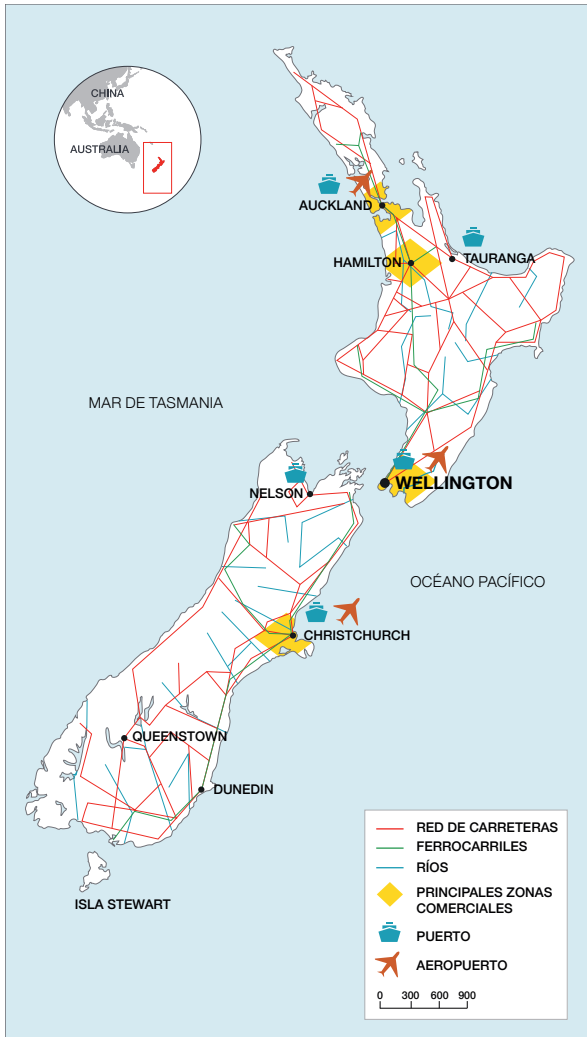 CHINA
AUSTRALIA
AUCKLAND
HAMILTON
TAURANGA
MAR DE TASMANIA
WELLINGTON
NELSON
OCÉANO PACÍFICO
CHRISTCHURCH
QUEENSTOWN
DUNEDIN
ISLA STEWART
RED DE CARRETERAS
FERROCARRILES
RÍOS
PRINCIPALES ZONAS
COMERCIALES
PUERTO
AEROPUERTO
0 300 600 900